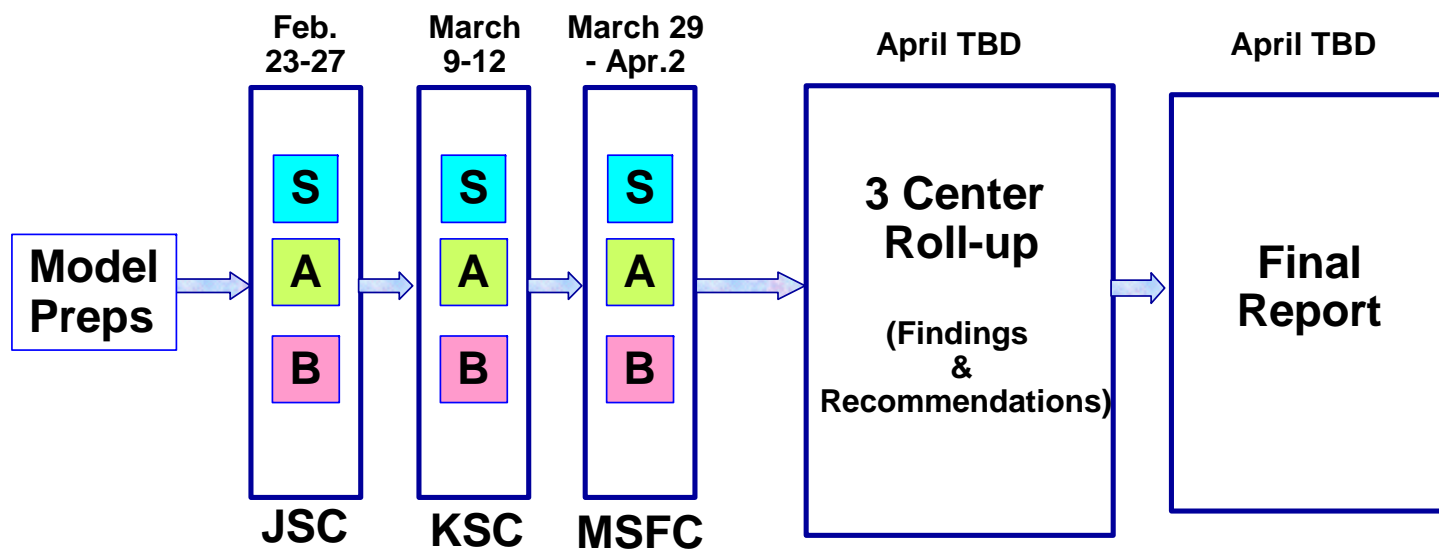 Feb.
23-27
March
9-12
March 29
- Apr.2
April TBD
April TBD
Model
Preps
S
A
B
JSC
S
A
B
KSC
S
A
B
MSFC
3 Center
Roll-up
(Findings
&
Recommendations)
Final
Report